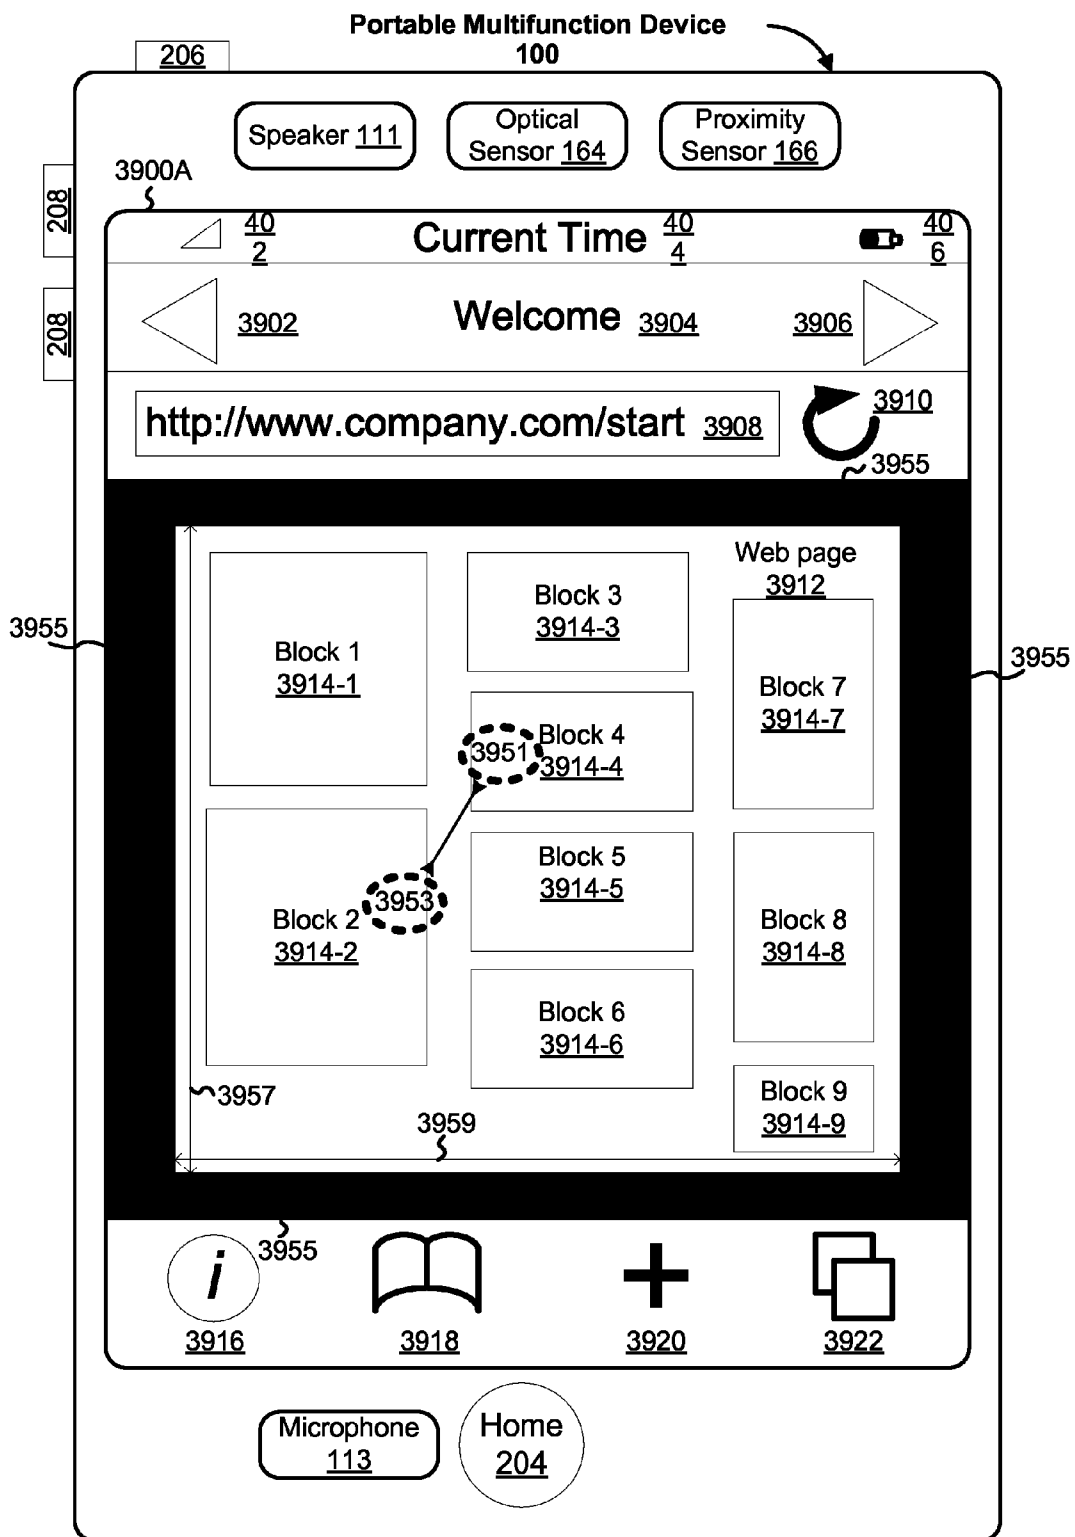 Portable Multifunction Device
100
206
Speaker 111
Optical
Sensor 164
Proximity
Sensor 166
3900A
208
208
40
2
Current Time
40
4
40
6
3902
Welcome 3904
3906
http://www.company.com/start 3908
3910
3955
Web page
3912
Block 1
3914-1
Block 3
3914-3
3955
3955
Block 7
3914-7
3951
Block 4
3914-4
Block 5
3914-5
3953
Block 2
3914-2
Block 8
3914-8
Block 6
3914-6
3957
3959
Block 9
3914-9
3955
i
3916
3918
3920
3922
Microphone
113
Home
204